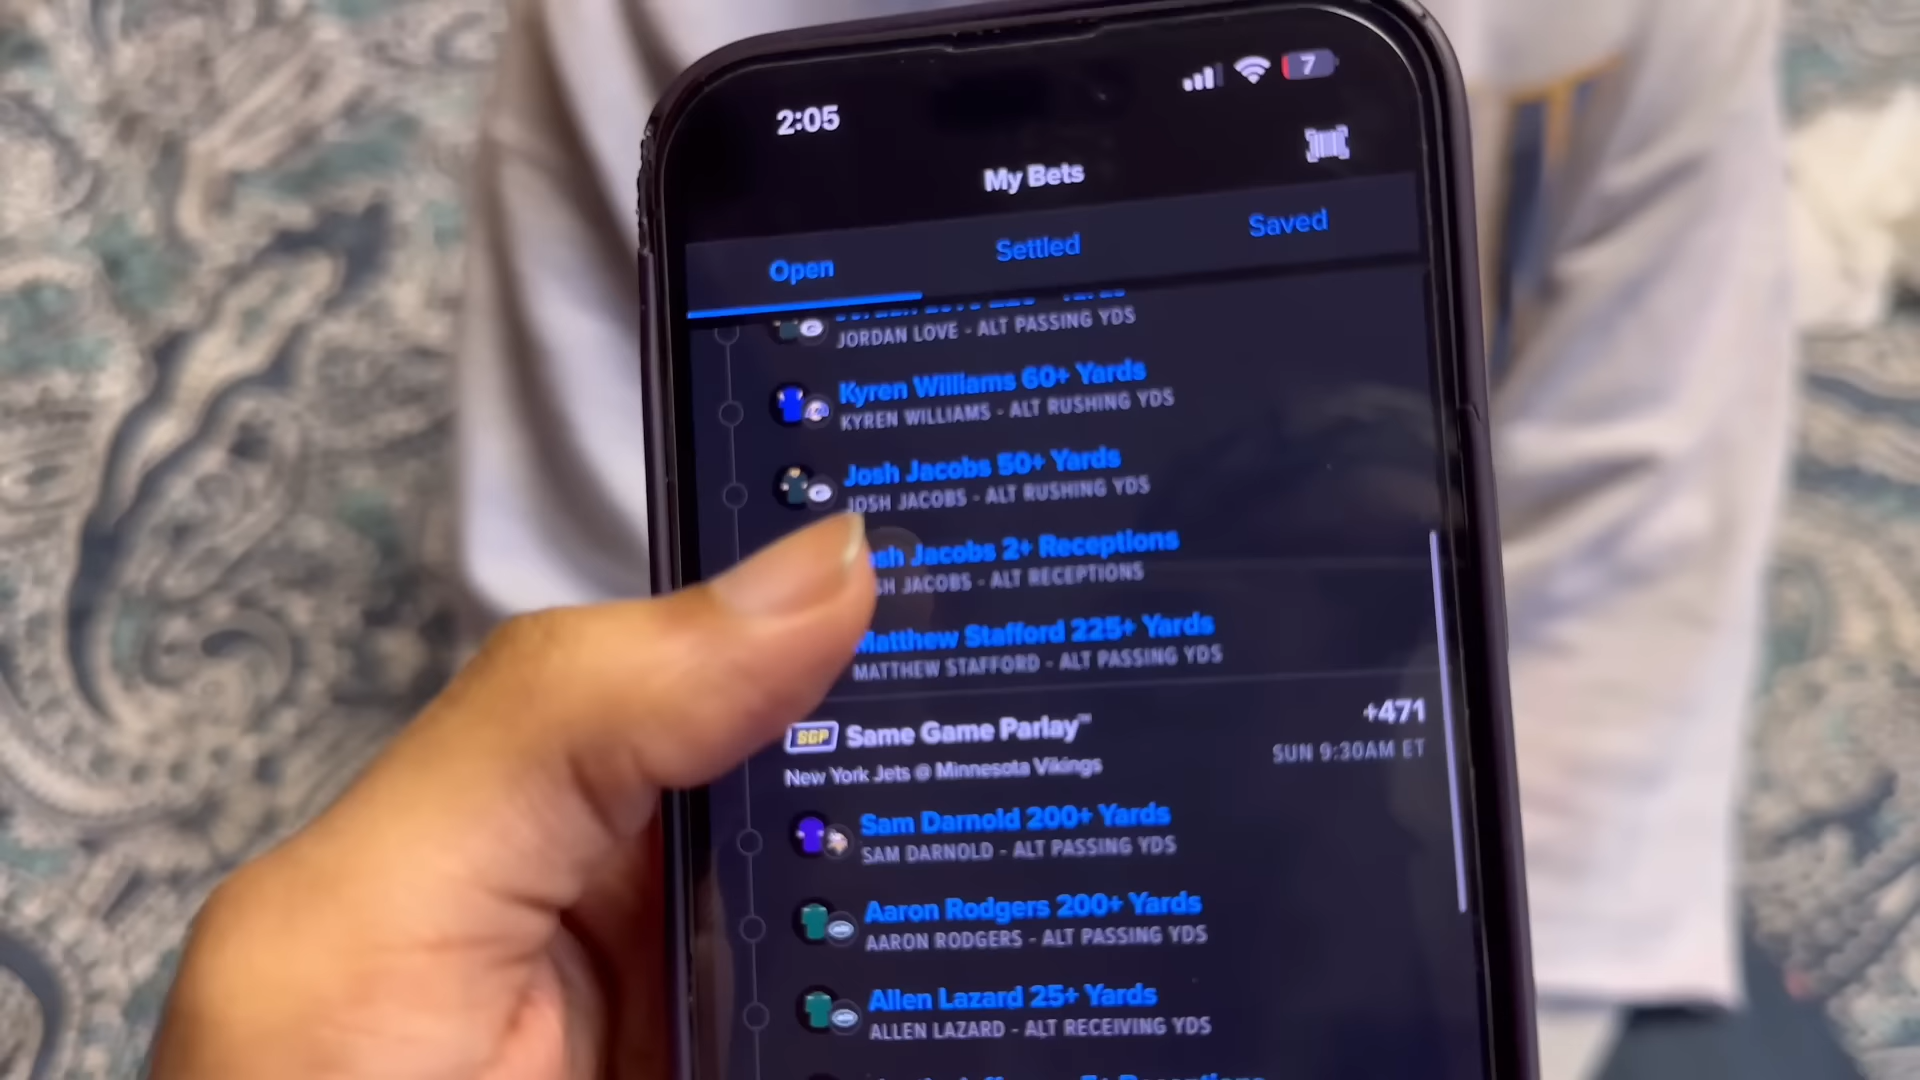 2:05
7
My Bets
Open
Settled
Saved
JORDAN LOVE - ALT PASSING YDS
Kyren Williams 60+ Yards
KYREN WILLIAMS - ALT RUSHING YDS
Josh Jacobs 50+ Yards
JOSH JACOBS - ALT RUSHING YDS
Jacobs 2+ Receptions
JACOBS - ALT RECEPTIONS
Matthew Stafford 225+ Yards
MATTHEW STAFFORD - ALT PASSING YDS
SGP Same Game Parlay™
+471
SUN 9:30AM ET
New York Jets @ Minnesota Vikings
Sam Darnold 200+ Yards
SAM DARNOLD - ALT PASSING YDS
Aaron Rodgers 200+ Yards
AARON RODGERS - ALT PASSING YDS
Allen Lazard 25+ Yards
ALLEN LAZARD - ALT RECEIVING YDS